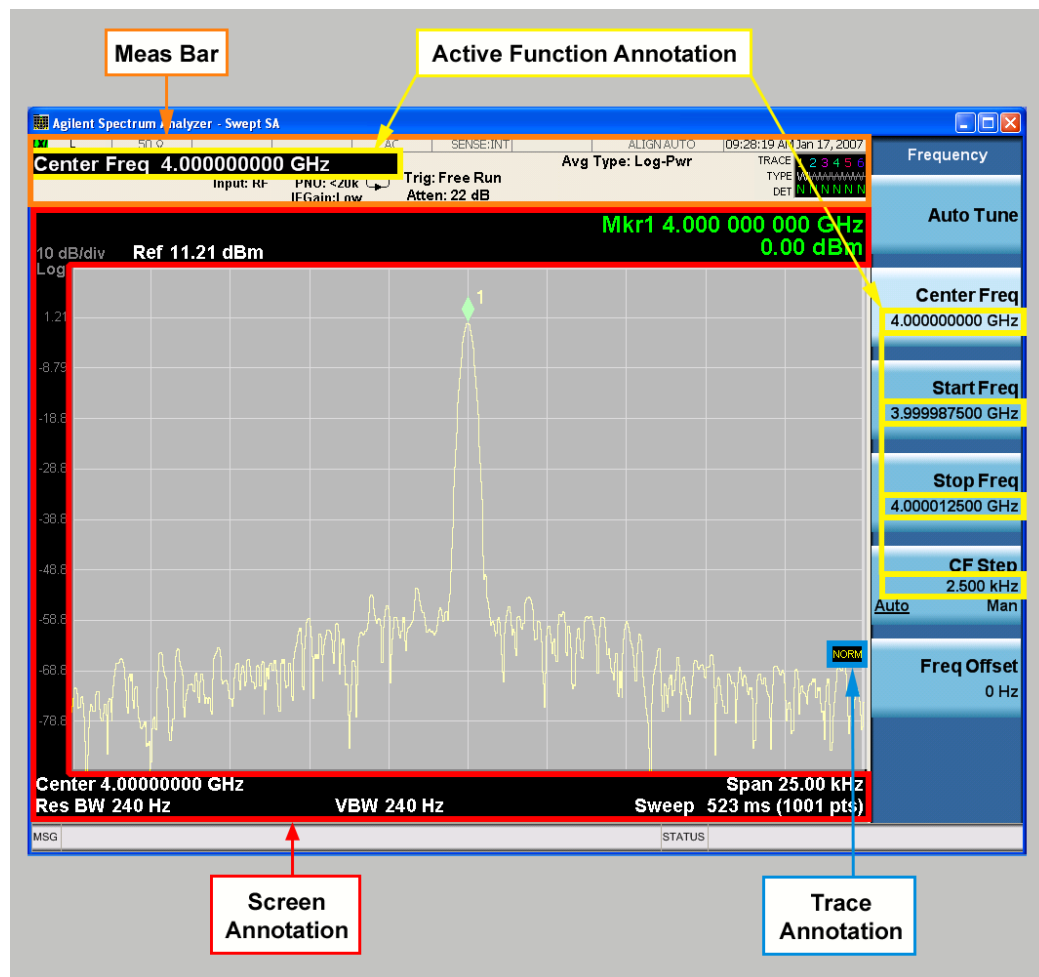 Meas Bar
Active Function Annotation
Agilent Spectrum Analyzer - Swept SA
L 50 Ω AC SENSE:INT ALIGN AUTO 09:28:19 AM Jan 17, 2007
Center Freq 4.000000000 GHz
Input: RF PNO: <20k
IFGain:Low
Trig: Free Run
Atten: 22 dB
Avg Type: Log-Pwr
TRACE 1 2 3 4 5 6
TYPE
DET N N N N N N
Mkr1 4.000 000 000 GHz
0.00 dBm
10 dB/div Ref 11.21 dBm
Log
1
1.21
-8.79
-18.8
-28.8
-38.8
-48.8
-58.8
-68.8
-78.8
NORM
Center 4.00000000 GHz Span 25.00 kHz
Res BW 240 Hz VBW 240 Hz Sweep 523 ms (1001 pts)
MSG STATUS
Frequency
Auto Tune
Center Freq
4.000000000 GHz
Start Freq
3.999987500 GHz
Stop Freq
4.000012500 GHz
CF Step
2.500 kHz
Auto Man
Freq Offset
0 Hz
Screen
Annotation
Trace
Annotation